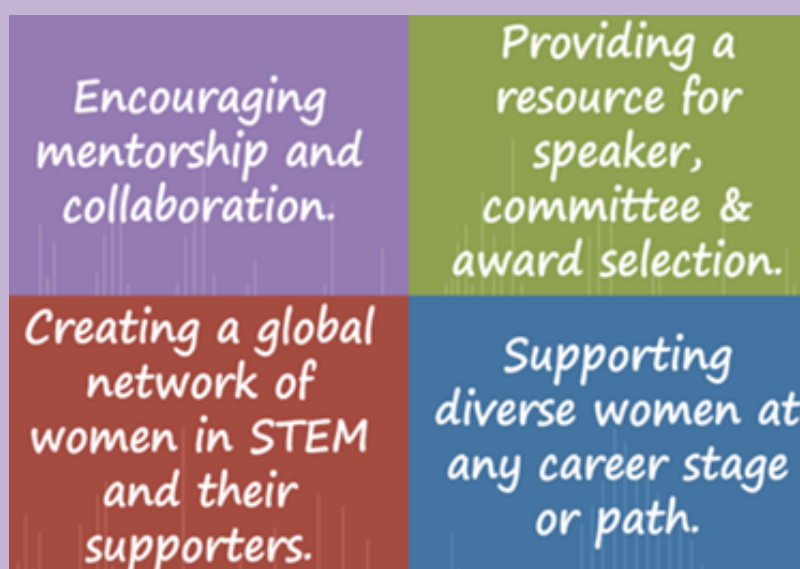 Encouraging
mentorship and
collaboration.
Providing a
resource for
speaker,
committee &
award selection.
Creating a global
network of
women in STEM
and their
supporters.
Supporting
diverse women at
any career stage
or path.